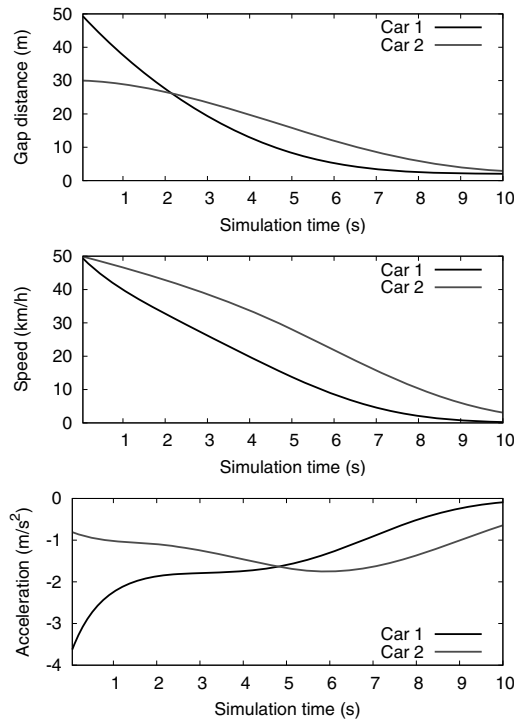 50
40
30
20
10
0
Gap distance (m)
Car 1
Car 2
1 2 3 4 5 6 7 8 9 10
Simulation time (s)
50
40
30
20
10
0
Speed (km/h)
Car 1
Car 2
1 2 3 4 5 6 7 8 9 10
Simulation time (s)
0
-1
-2
-3
-4
Acceleration (m/s²)
Car 1
Car 2
1 2 3 4 5 6 7 8 9 10
Simulation time (s)